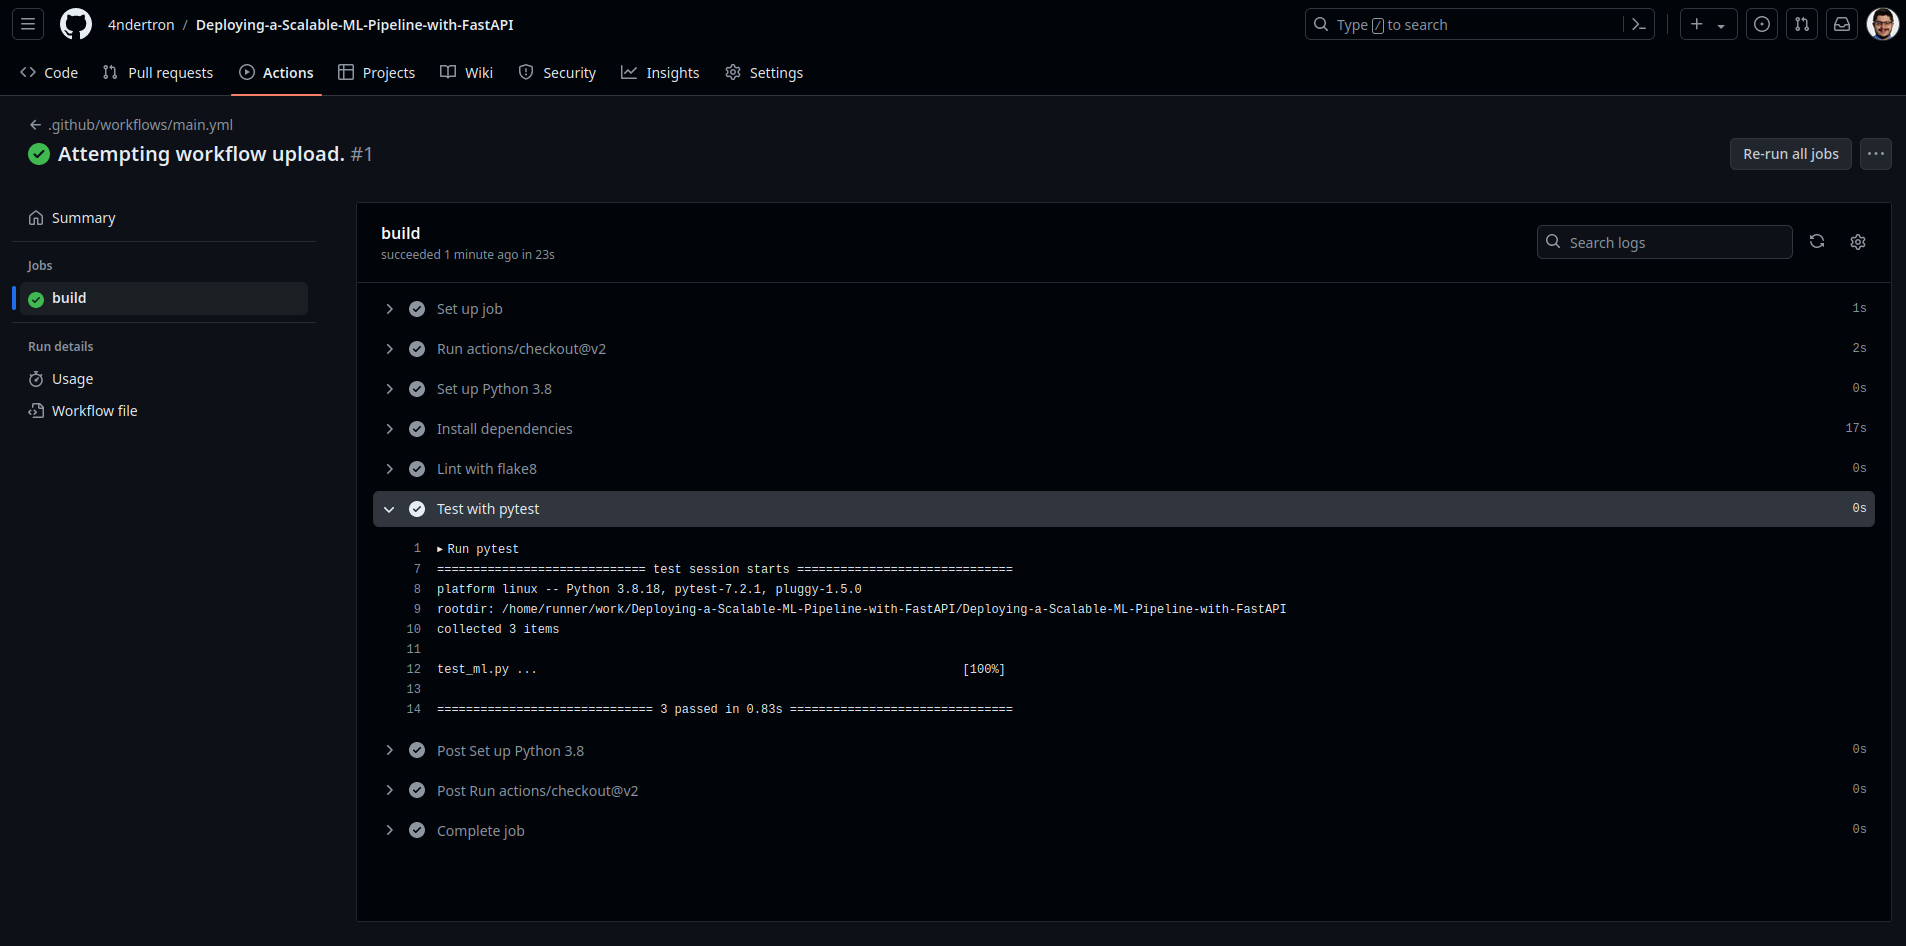 4ndertron / Deploying-a-Scalable-ML-Pipeline-with-FastAPI
Type / to search
Code
Pull requests
Actions
Projects
Wiki
Security
Insights
Settings
.github/workflows/main.yml
Attempting workflow upload. #1
Re-run all jobs
Summary
Jobs
build
Run details
Usage
Workflow file
build
succeeded 1 minute ago in 23s
Search logs
Set up job 1s
Run actions/checkout@v2 2s
Set up Python 3.8 0s
Install dependencies 17s
Lint with flake8 0s
Test with pytest 0s
1 Run pytest
7 ============================= test session starts ==============================
8 platform linux -- Python 3.8.18, pytest-7.2.1, pluggy-1.5.0
9 rootdir: /home/runner/work/Deploying-a-Scalable-ML-Pipeline-with-FastAPI/Deploying-a-Scalable-ML-Pipeline-with-FastAPI
10 collected 3 items
11
12 test_ml.py ... [100%]
13
14 ============================== 3 passed in 0.83s ===============================
Post Set up Python 3.8 0s
Post Run actions/checkout@v2 0s
Complete job 0s